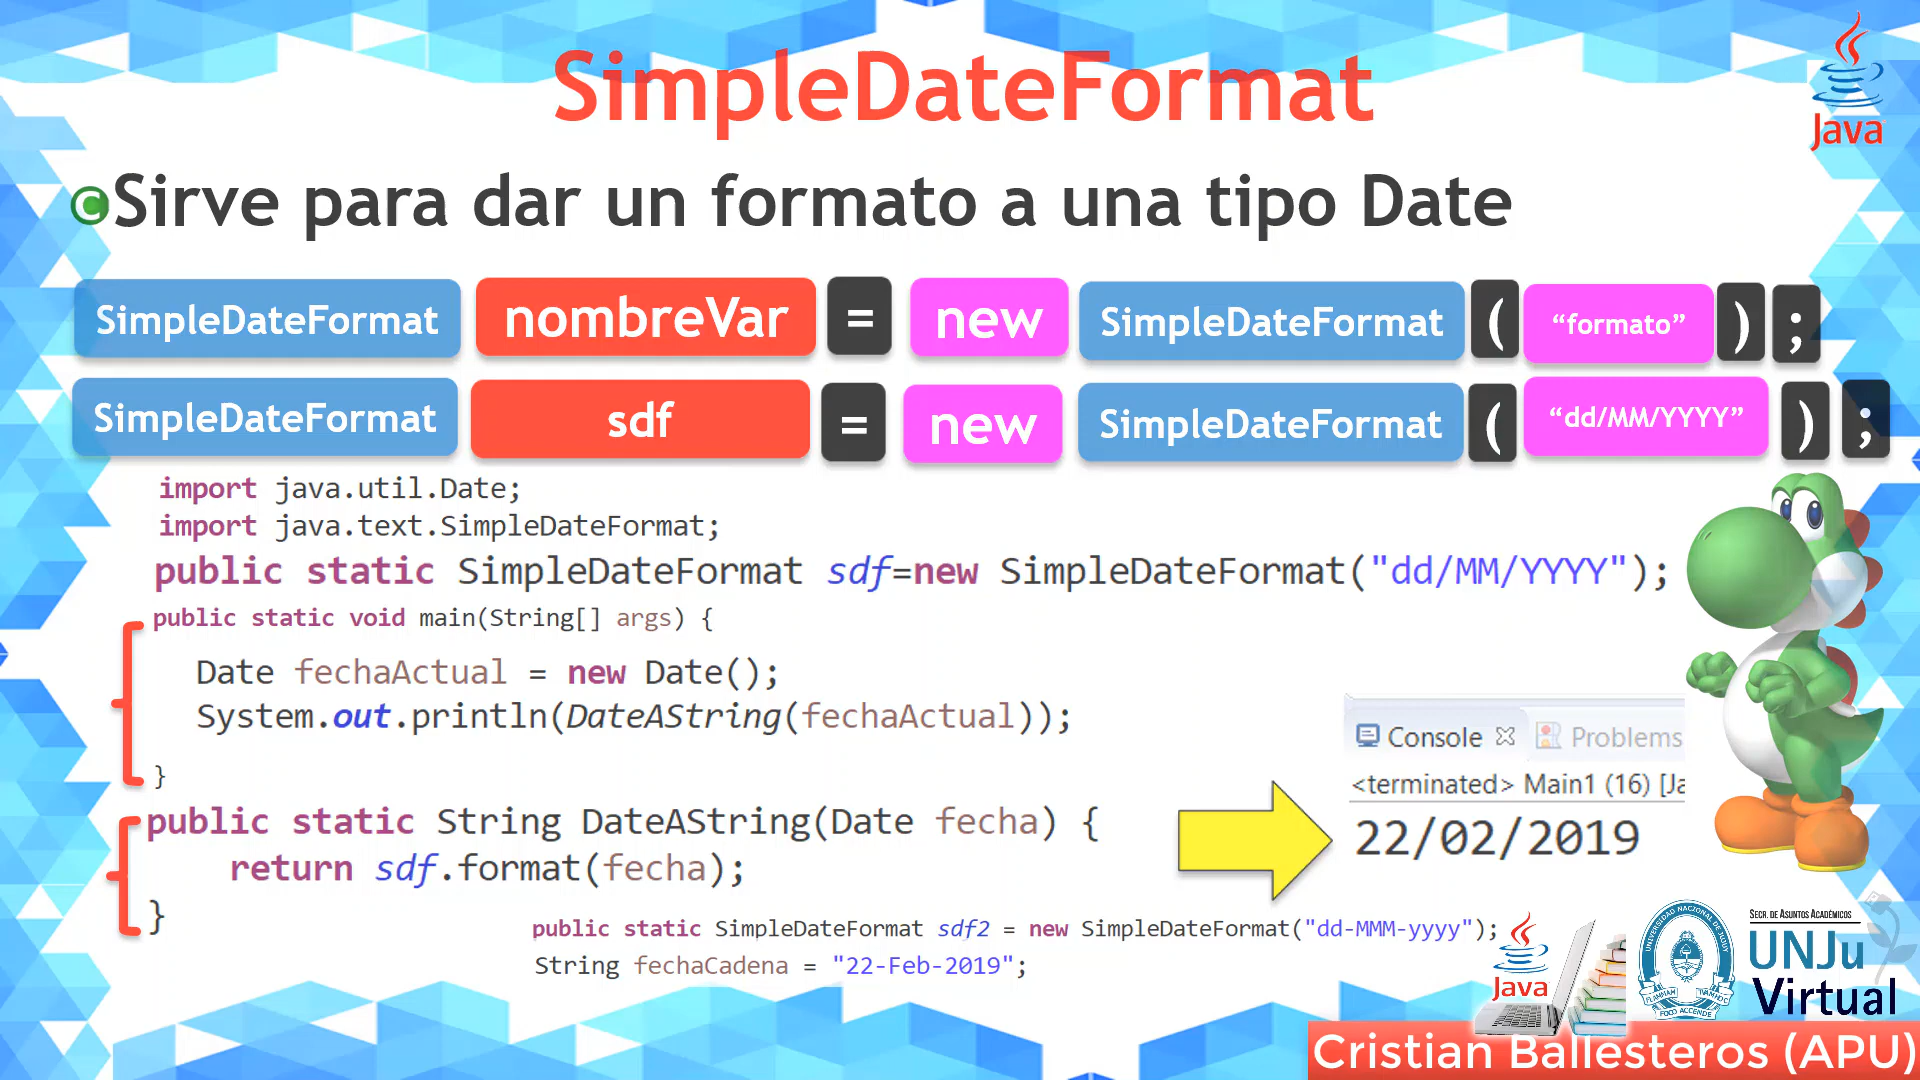 SimpleDateFormat
Java
Sirve para dar un formato a una tipo Date
SimpleDateFormat nombreVar = new SimpleDateFormat ( “formato” ) ;
SimpleDateFormat sdf = new SimpleDateFormat ( “dd/MM/YYYY” ) ;
import java.util.Date;
import java.text.SimpleDateFormat;
public static SimpleDateFormat sdf=new SimpleDateFormat("dd/MM/YYYY");
public static void main(String[] args) {
Date fechaActual = new Date();
System.out.println(DateAString(fechaActual));
}
Console Problems
<terminated> Main1 (16) [Ja
22/02/2019
public static String DateAString(Date fecha) {
return sdf.format(fecha);
}
public static SimpleDateFormat sdf2 = new SimpleDateFormat("dd-MMM-yyyy");
String fechaCadena = "22-Feb-2019";
Java
UNIVERSIDAD NACIONAL DE JUJUY
SECR. DE ASUNTOS ACADÉMICOS
UNJu
Virtual
Cristian Ballesteros (APU)